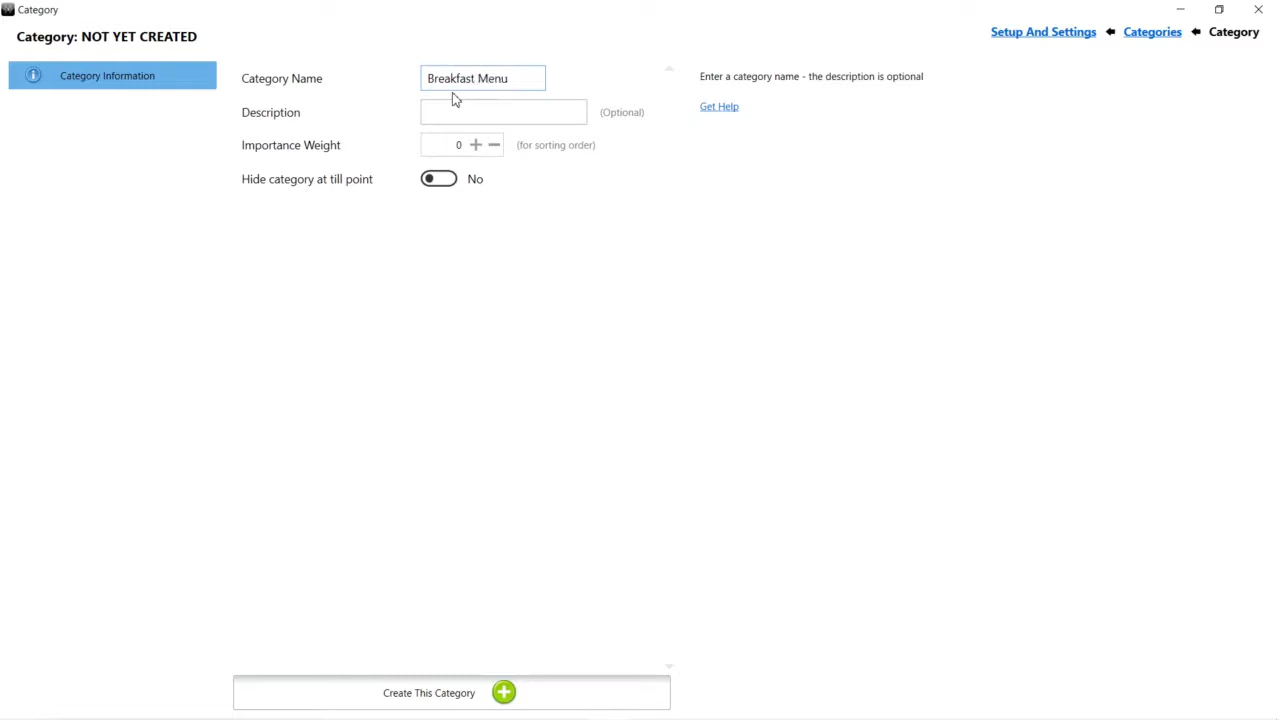 Category
Category: NOT YET CREATED
Setup And Settings Categories Category
Category Information
Category Name Breakfast Menu
Enter a category name - the description is optional
Description (Optional)
Get Help
Importance Weight 0 (for sorting order)
Hide category at till point No
Create This Category